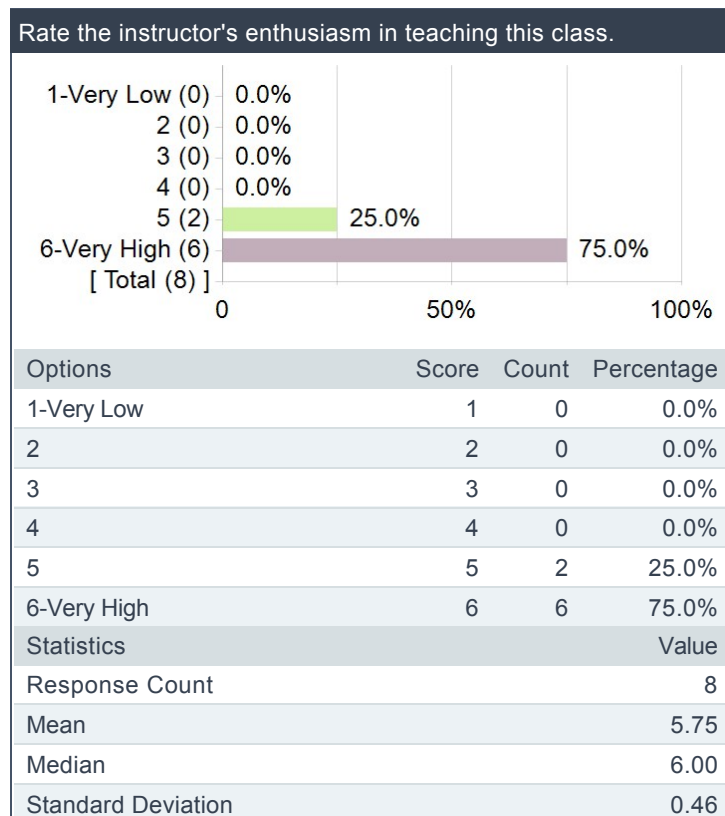 Rate the instructor's enthusiasm in teaching this class.
1-Very Low (0) 0.0%
2 (0) 0.0%
3 (0) 0.0%
4 (0) 0.0%
5 (2) 25.0%
6-Very High (6) 75.0%
[ Total (8) ]
0 50% 100%
Options Score Count Percentage
1-Very Low 1 0 0.0%
2 2 0 0.0%
3 3 0 0.0%
4 4 0 0.0%
5 5 2 25.0%
6-Very High 6 6 75.0%
Statistics Value
Response Count 8
Mean 5.75
Median 6.00
Standard Deviation 0.46